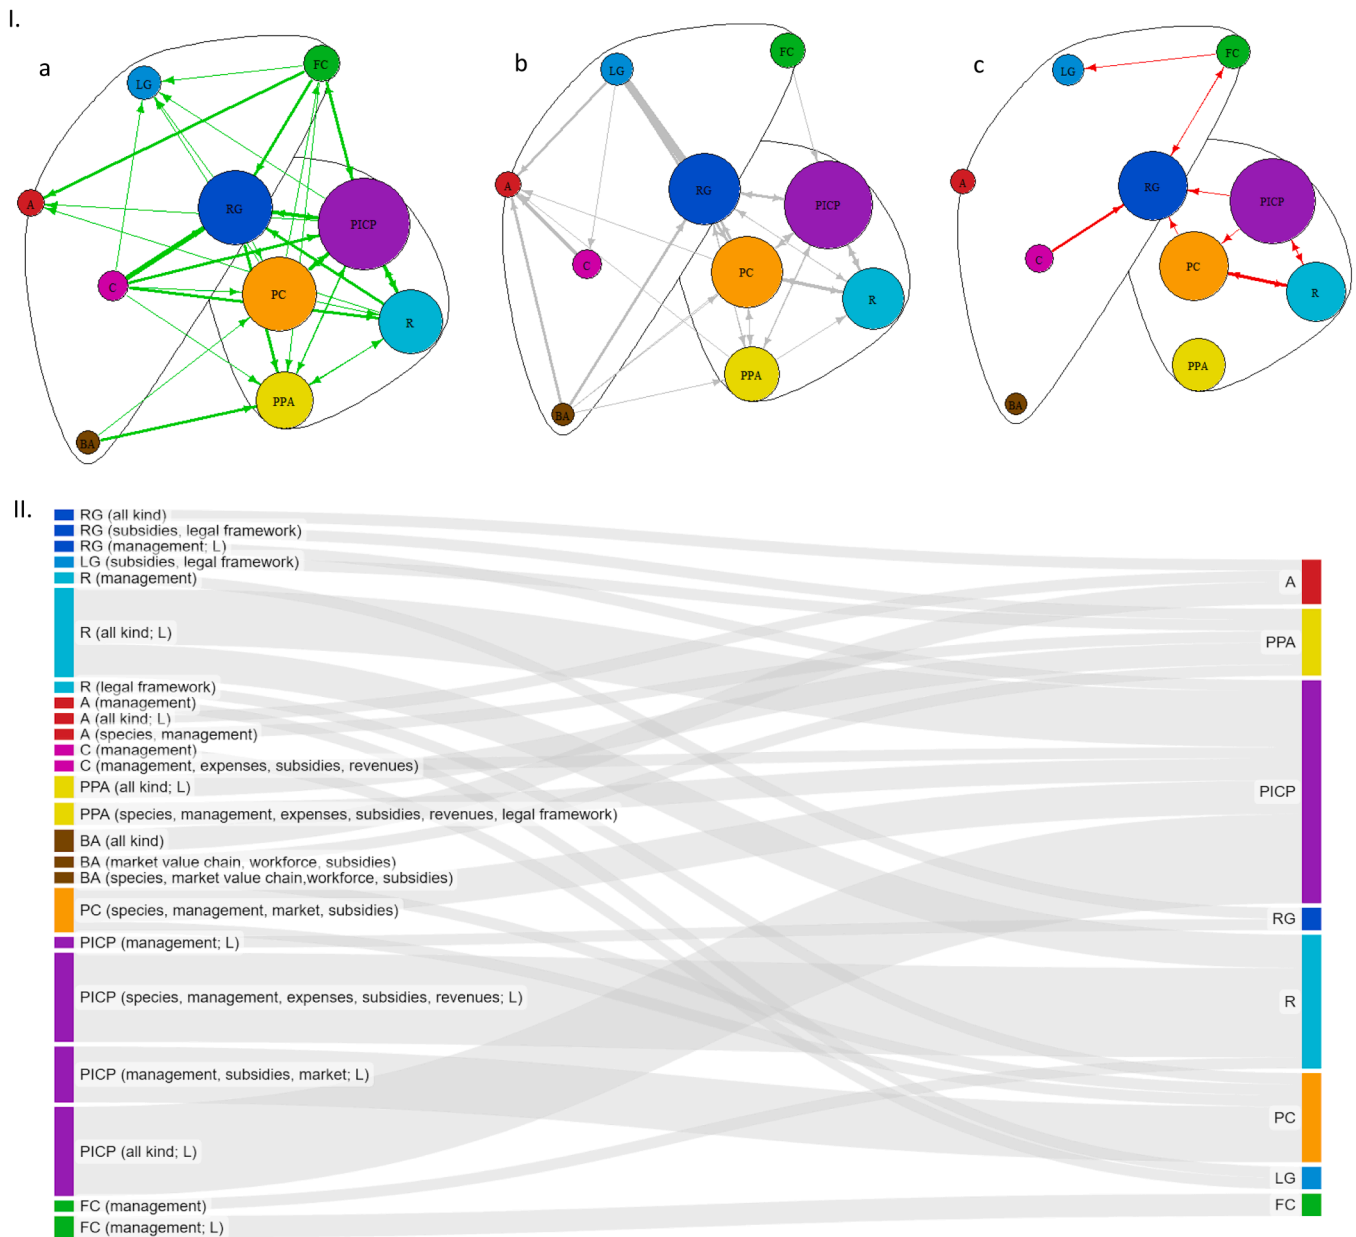 I.
a
FC
LG
A
RG
PICP
C
PC
R
PPA
BA
b
FC
LG
A
RG
PICP
C
PC
R
PPA
BA
c
FC
LG
A
RG
PICP
C
PC
R
PPA
BA
II.
RG (all kind)
RG (subsidies, legal framework)
RG (management; L)
LG (subsidies, legal framework)
R (management)
R (all kind; L)
R (legal framework)
A (management)
A (all kind; L)
A (species, management)
C (management)
C (management, expenses, subsidies, revenues)
PPA (all kind; L)
PPA (species, management, expenses, subsidies, revenues, legal framework)
BA (all kind)
BA (market value chain, workforce, subsidies)
BA (species, market value chain,workforce, subsidies)
PC (species, management, market, subsidies)
PICP (management; L)
PICP (species, management, expenses, subsidies, revenues; L)
PICP (management, subsidies, market; L)
PICP (all kind; L)
FC (management)
FC (management; L)
A
PPA
PICP
RG
R
PC
LG
FC